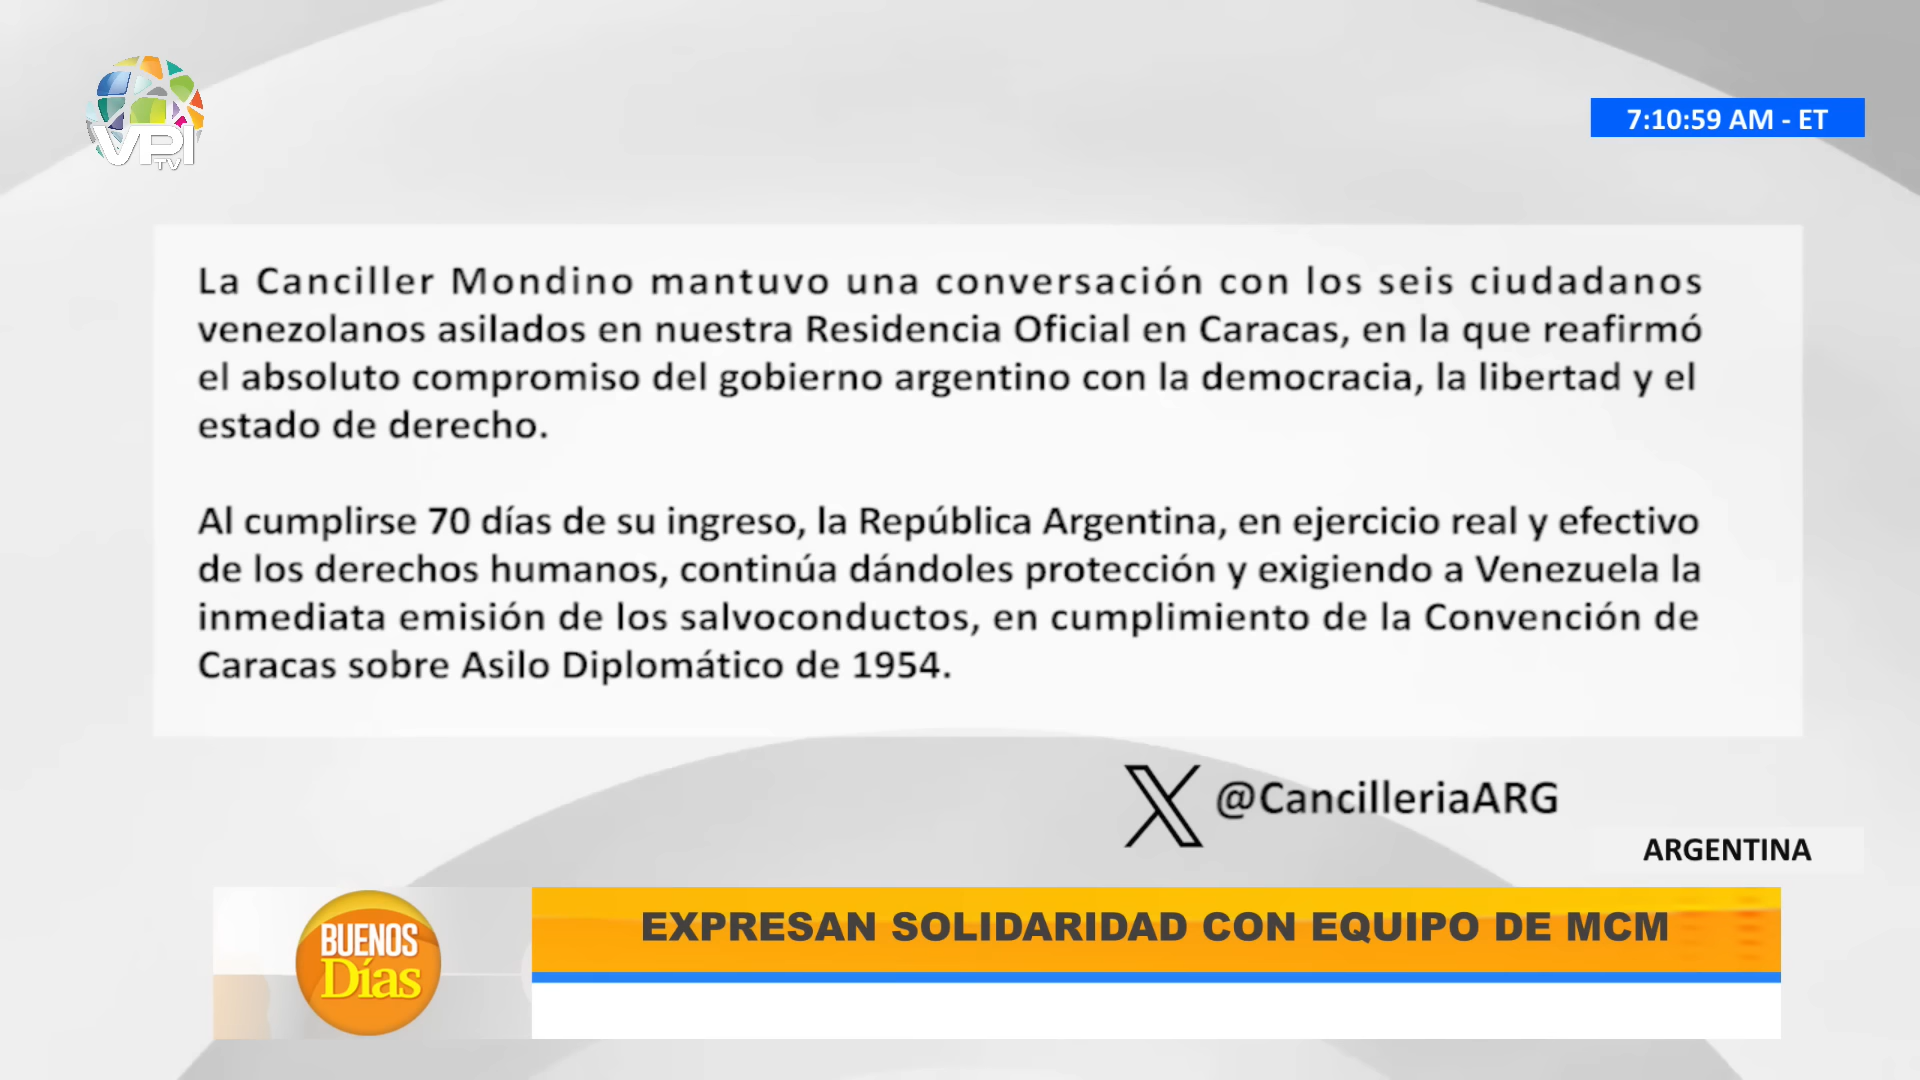 VPI
TV
7:10:59 AM - ET
La Canciller Mondino mantuvo una conversación con los seis ciudadanos
venezolanos asilados en nuestra Residencia Oficial en Caracas, en la que reafirmó
el absoluto compromiso del gobierno argentino con la democracia, la libertad y el
estado de derecho.
Al cumplirse 70 días de su ingreso, la República Argentina, en ejercicio real y efectivo
de los derechos humanos, continúa dándoles protección y exigiendo a Venezuela la
inmediata emisión de los salvoconductos, en cumplimiento de la Convención de
Caracas sobre Asilo Diplomático de 1954.
@CancilleriaARG
ARGENTINA
BUENOS
Días
EXPRESAN SOLIDARIDAD CON EQUIPO DE MCM